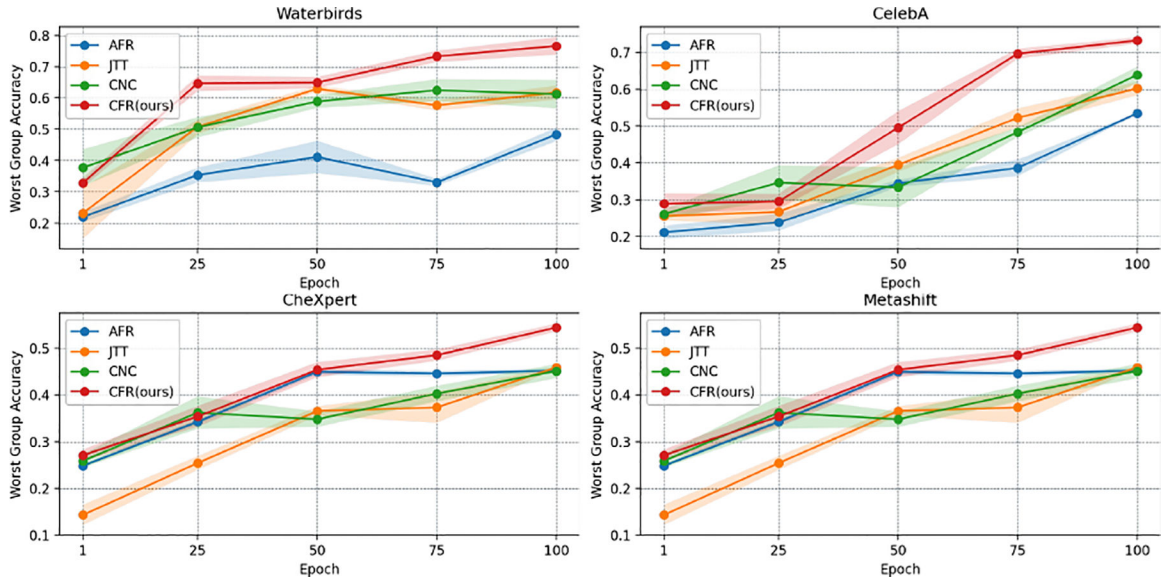 Waterbirds
Worst Group Accuracy
0.8
0.7
0.6
0.5
0.4
0.3
0.2
AFR
JTT
CNC
CFR(ours)
1 25 50 75 100
Epoch
CelebA
Worst Group Accuracy
0.7
0.6
0.5
0.4
0.3
0.2
AFR
JTT
CNC
CFR(ours)
1 25 50 75 100
Epoch
CheXpert
Worst Group Accuracy
0.5
0.4
0.3
0.2
0.1
AFR
JTT
CNC
CFR(ours)
1 25 50 75 100
Epoch
Metashift
Worst Group Accuracy
0.5
0.4
0.3
0.2
0.1
AFR
JTT
CNC
CFR(ours)
1 25 50 75 100
Epoch